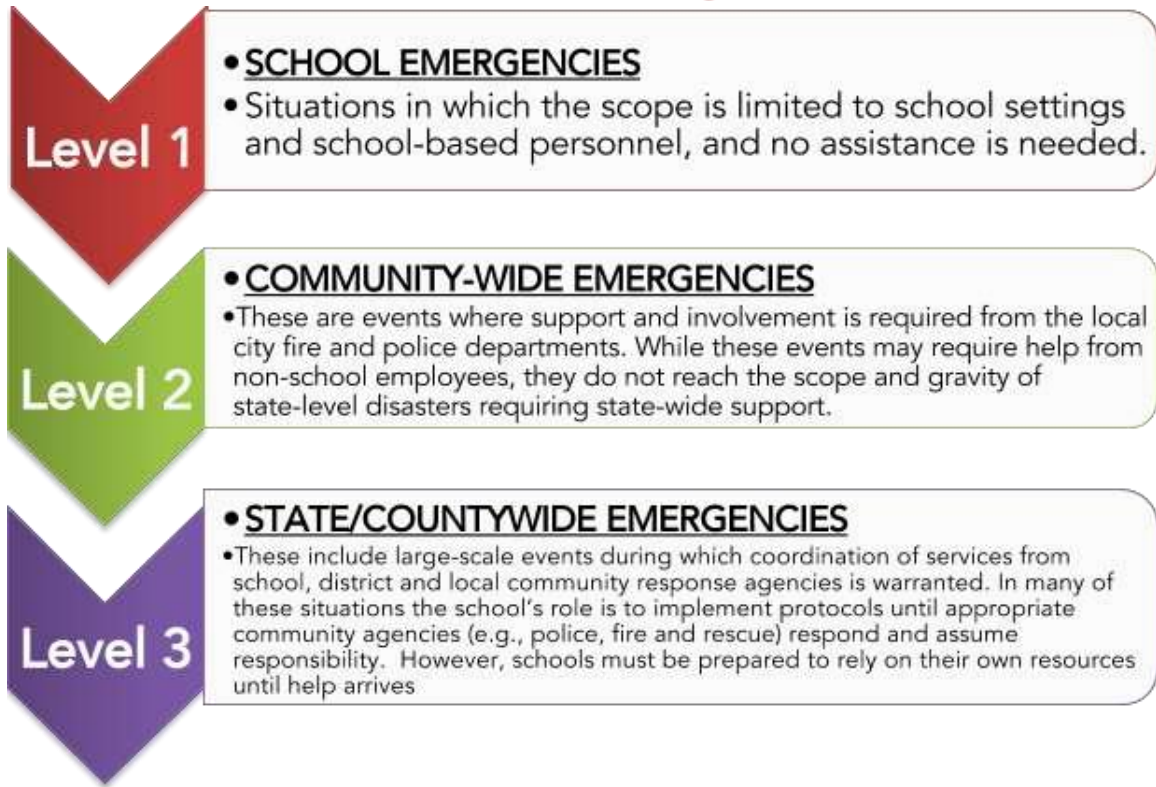 Level 1
•SCHOOL EMERGENCIES
•Situations in which the scope is limited to school settings
and school-based personnel, and no assistance is needed.
Level 2
•COMMUNITY-WIDE EMERGENCIES
•These are events where support and involvement is required from the local
city fire and police departments. While these events may require help from
non-school employees, they do not reach the scope and gravity of
state-level disasters requiring state-wide support.
Level 3
•STATE/COUNTYWIDE EMERGENCIES
•These include large-scale events during which coordination of services from
school, district and local community response agencies is warranted. In many of
these situations the school’s role is to implement protocols until appropriate
community agencies (e.g., police, fire and rescue) respond and assume
responsibility. However, schools must be prepared to rely on their own resources
until help arrives